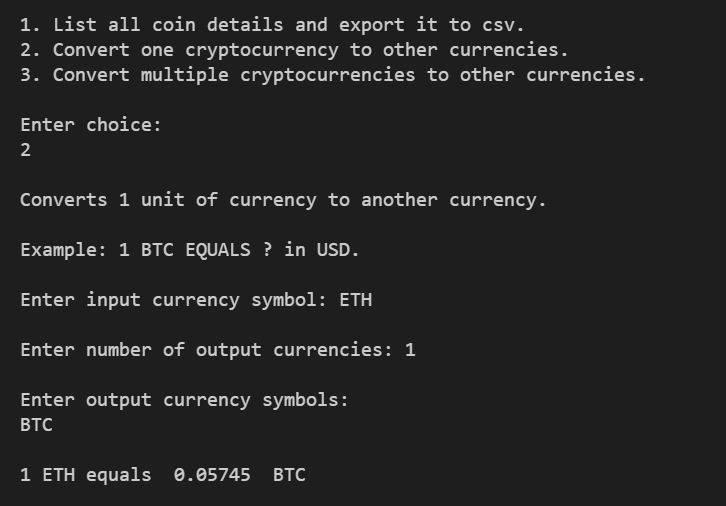 1. List all coin details and export it to csv.
2. Convert one cryptocurrency to other currencies.
3. Convert multiple cryptocurrencies to other currencies.
Enter choice:
2
Converts 1 unit of currency to another currency.
Example: 1 BTC EQUALS ? in USD.
Enter input currency symbol: ETH
Enter number of output currencies: 1
Enter output currency symbols:
BTC
1 ETH equals  0.05745  BTC